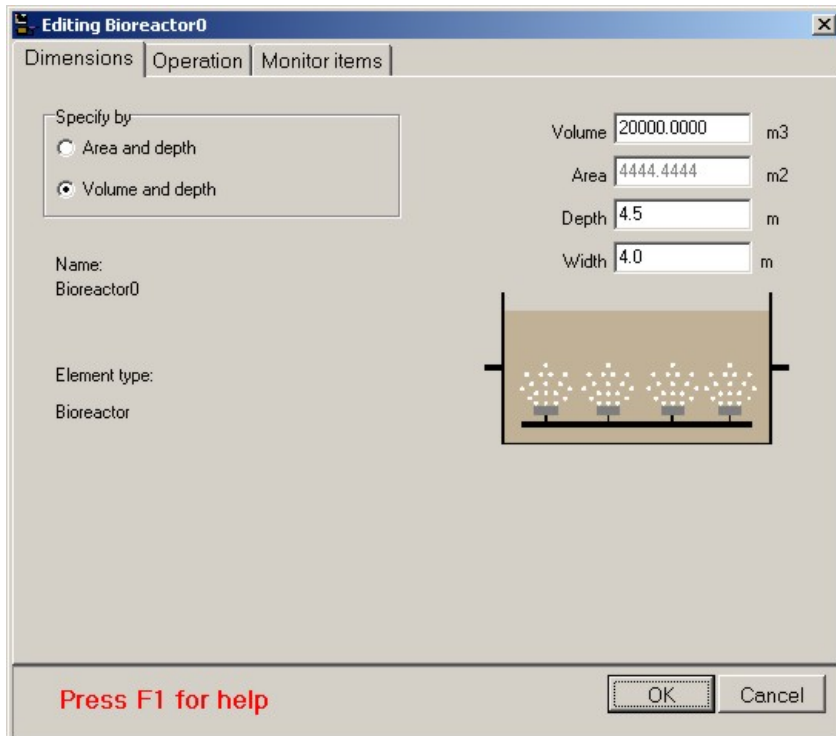 Editing Bioreactor0
Dimensions Operation Monitor items
Specify by
Area and depth
Volume and depth
Name:
Bioreactor0
Element type:
Bioreactor
Volume 20000.0000 m3
Area 4444.4444 m2
Depth 4.5 m
Width 4.0 m
Press F1 for help
OK Cancel